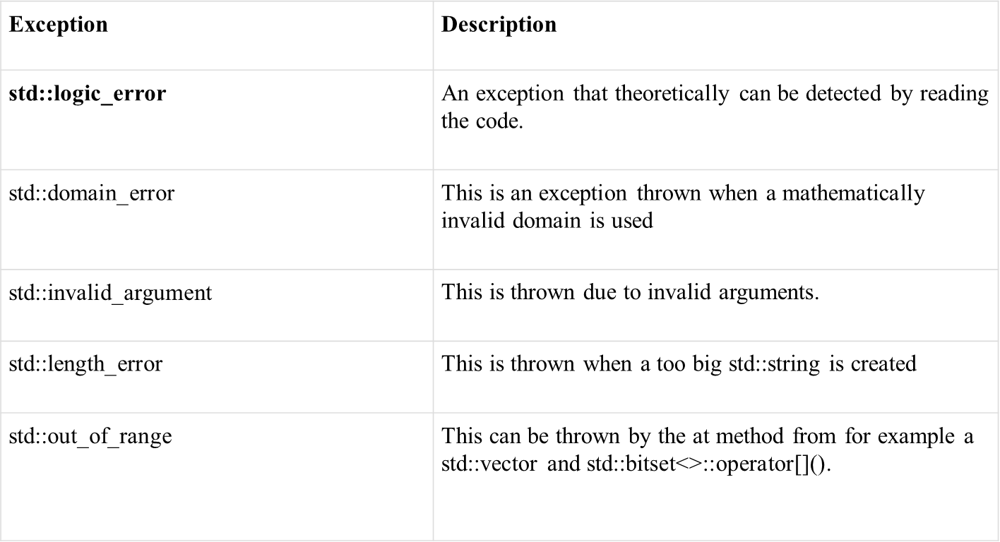 Exception
Description
std::logic_error
An exception that theoretically can be detected by reading
the code.
std::domain_error
This is an exception thrown when a mathematically
invalid domain is used
std::invalid_argument
This is thrown due to invalid arguments.
std::length_error
This is thrown when a too big std::string is created
std::out_of_range
This can be thrown by the at method from for example a
std::vector and std::bitset<>::operator[]().